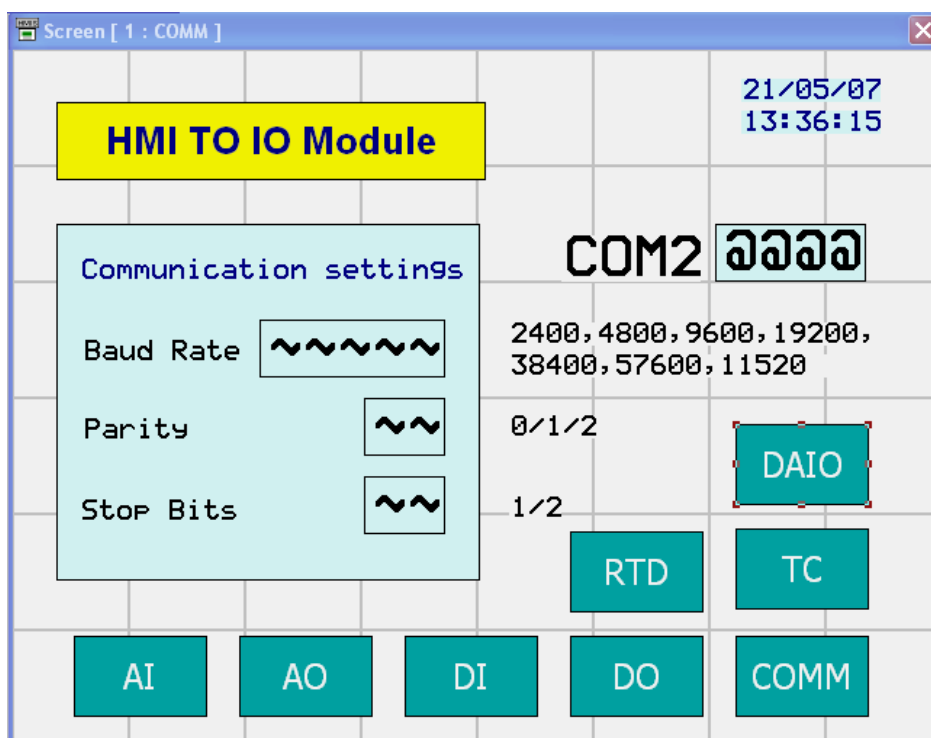 Screen [ 1 : COMM ]
21/05/07
13:36:15
HMI TO IO Module
Communication settings
COM2 @@@@
Baud Rate ~~~~~
2400,4800,9600,19200,
38400,57600,11520
Parity ~~
0/1/2
Stop Bits ~~
1/2
DAIO
RTD
TC
AI
AO
DI
DO
COMM